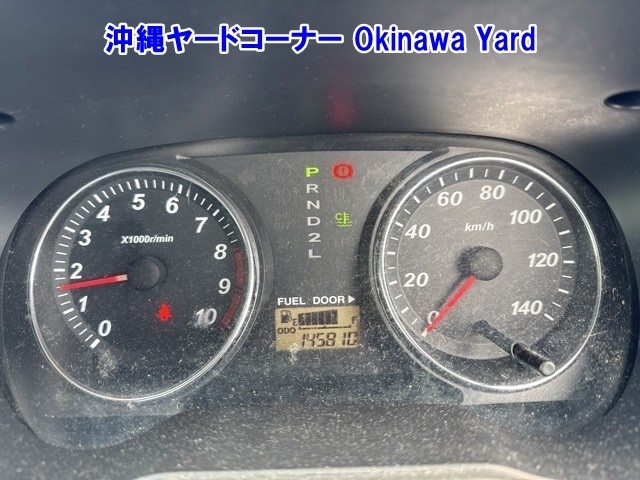 沖縄ヤードコーナー Okinawa Yard
0
1
2
3
4
5
6
7
8
9
10
X1000r/min
P
R
N
D
2
L
FUEL DOOR
E F
ODO
145810
0
20
40
60
80
100
120
140
km/h